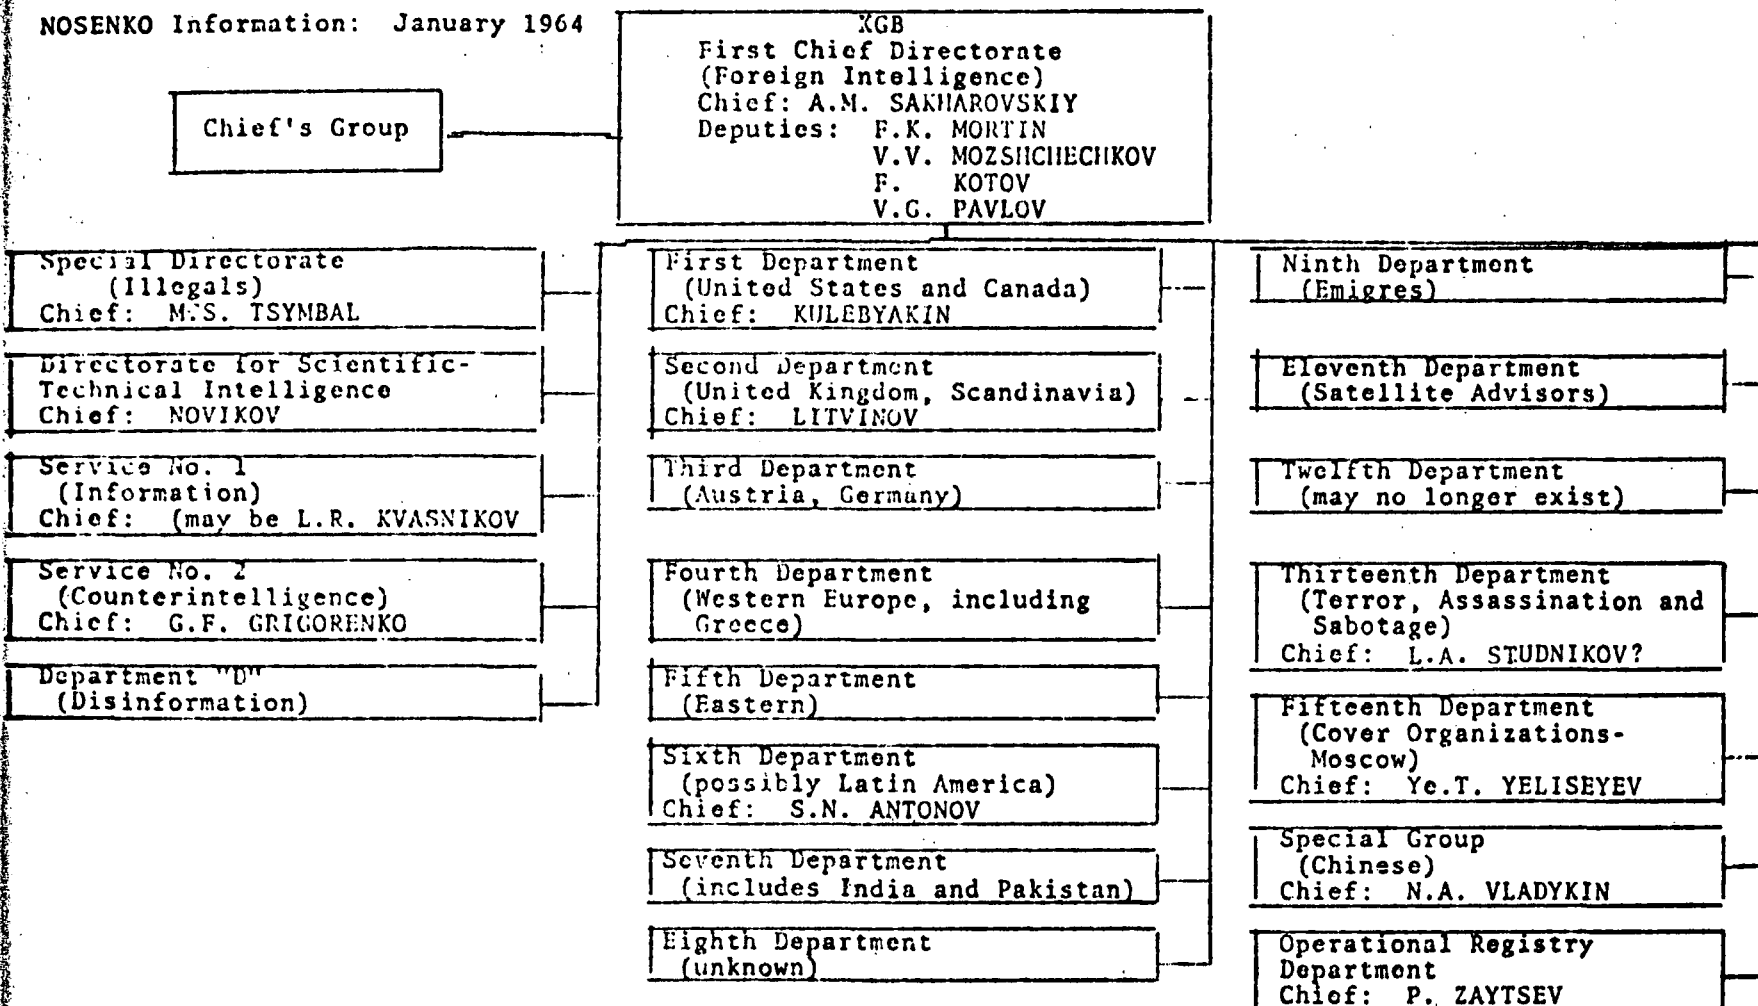 NOSENKO Information: January 1964
KGB
First Chief Directorate
(Foreign Intelligence)
Chief: A.M. SAKHAROVSKIY
Deputies: F.K. MORTIN
V.V. MOZSHCHECHKOV
F. KOTOV
V.G. PAVLOV
Chief's Group
Special Directorate
(Illegals)
Chief: M.S. TSYMBAL
Directorate for Scientific-
Technical Intelligence
Chief: NOVIKOV
Service No. 1
(Information)
Chief: (may be L.R. KVASNIKOV
Service No. 2
(Counterintelligence)
Chief: G.F. GRIGORENKO
Department "D"
(Disinformation)
First Department
(United States and Canada)
Chief: KULEBYAKIN
Second Department
(United Kingdom, Scandinavia)
Chief: LITVINOV
Third Department
(Austria, Germany)
Fourth Department
(Western Europe, including
Greece)
Fifth Department
(Eastern)
Sixth Department
(possibly Latin America)
Chief: S.N. ANTONOV
Seventh Department
(includes India and Pakistan)
Eighth Department
(unknown)
Ninth Department
(Emigres)
Eleventh Department
(Satellite Advisors)
Twelfth Department
(may no longer exist)
Thirteenth Department
(Terror, Assassination and
Sabotage)
Chief: L.A. STUDNIKOV?
Fifteenth Department
(Cover Organizations-
Moscow)
Chief: Ye.T. YELISEYEV
Special Group
(Chinese)
Chief: N.A. VLADYKIN
Operational Registry
Department
Chief: P. ZAYTSEV